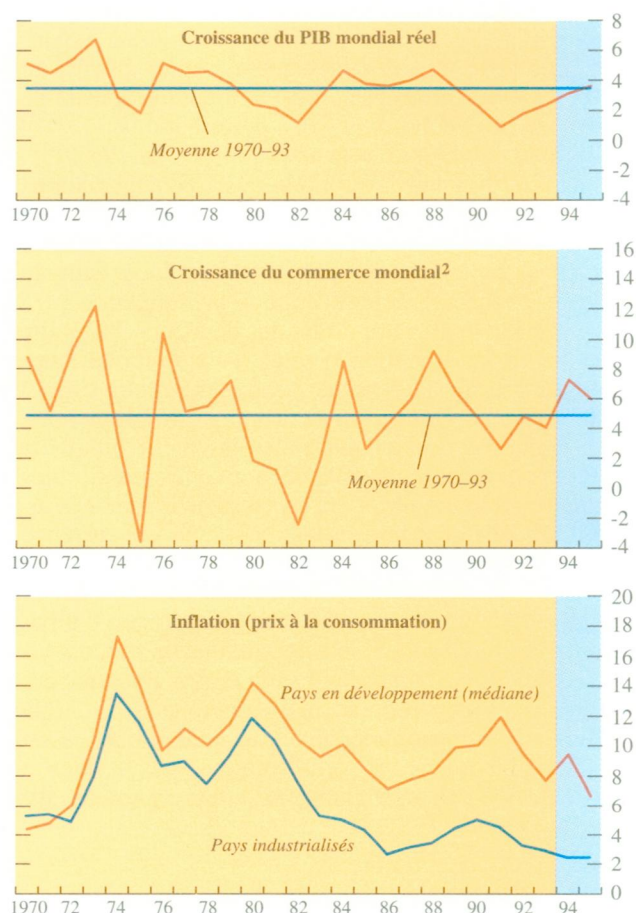 Croissance du PIB mondial réel
Moyenne 1970–93
8
6
4
2
0
-2
-4
1970 72 74 76 78 80 82 84 86 88 90 92 94
Croissance du commerce mondial2
Moyenne 1970–93
16
14
12
10
8
6
4
2
0
-2
-4
1970 72 74 76 78 80 82 84 86 88 90 92 94
Inflation (prix à la consommation)
Pays en développement (médiane)
Pays industrialisés
20
18
16
14
12
10
8
6
4
2
0
1970 72 74 76 78 80 82 84 86 88 90 92 94